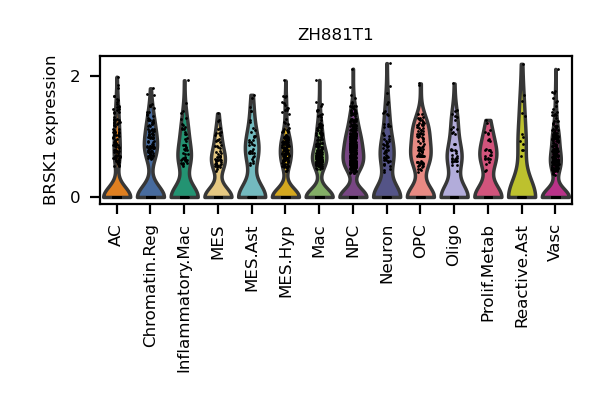 ZH881T1
BRSK1 expression
2
0
AC
Chromatin.Reg
Inflammatory.Mac
MES
MES.Ast
MES.Hyp
Mac
NPC
Neuron
OPC
Oligo
Prolif.Metab
Reactive.Ast
Vasc